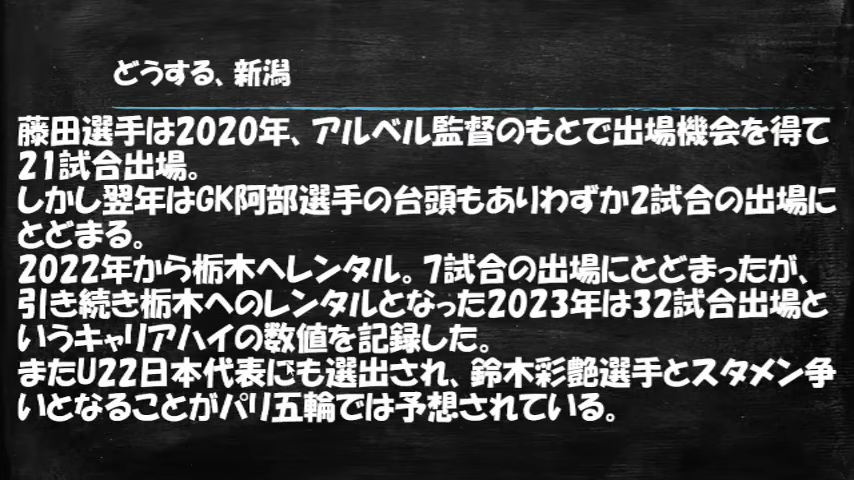 どうする、新潟
藤田選手は2020年、アルベル監督のもとで出場機会を得て
21試合出場。
しかし翌年はGK阿部選手の台頭もありわずか2試合の出場に
とどまる。
2022年から栃木へレンタル。7試合の出場にとどまったが、
引き続き栃木へのレンタルとなった2023年は32試合出場と
いうキャリアハイの数値を記録した。
またU22日本代表にも選出され、鈴木彩艶選手とスタメン争
いとなることがパリ五輪では予想されている。